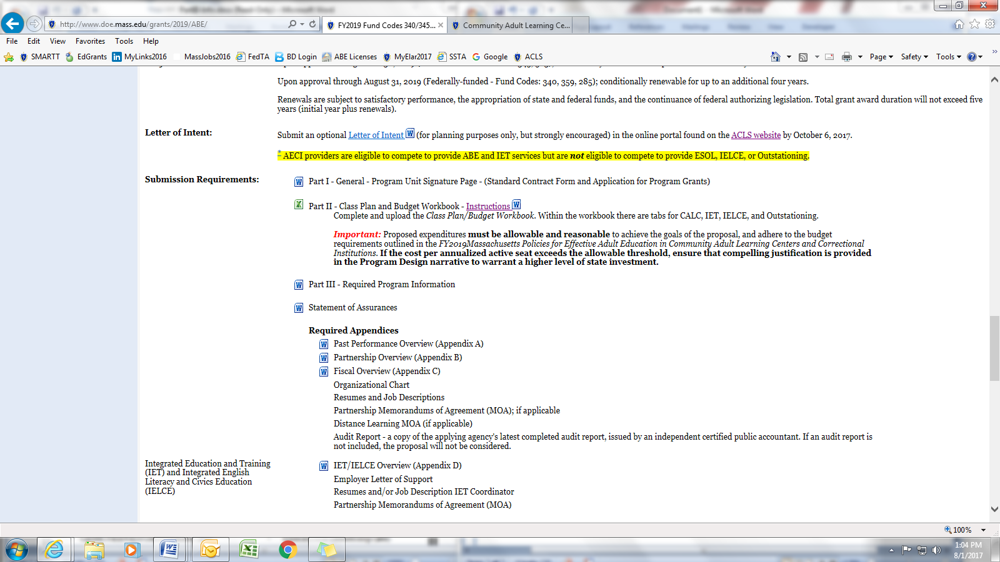 http://www.doe.mass.edu/grants/2019/ABE/
FY2019 Fund Codes 340/345...
Community Adult Learning Ce...
File Edit View Favorites Tools Help
SMARTT EdGrants MyLinks2016 MassJobs2016 FedTA BD Login ABE Licenses MyElar2017 SSTA Google ACLS
Page Safety Tools
Upon approval through August 31, 2019 (Federally-funded - Fund Codes: 340, 359, 285); conditionally renewable for up to an additional four years.
Renewals are subject to satisfactory performance, the appropriation of state and federal funds, and the continuance of federal authorizing legislation. Total grant award duration will not exceed five
years (initial year plus renewals).
Letter of Intent:
Submit an optional Letter of Intent (for planning purposes only, but strongly encouraged) in the online portal found on the ACLS website by October 6, 2017.
* AECI providers are eligible to compete to provide ABE and IET services but are not eligible to compete to provide ESOL, IELCE, or Outstationing.
Submission Requirements:
Part I - General - Program Unit Signature Page - (Standard Contract Form and Application for Program Grants)
Part II - Class Plan and Budget Workbook - Instructions
Complete and upload the Class Plan/Budget Workbook. Within the workbook there are tabs for CALC, IET, IELCE, and Outstationing.
Important: Proposed expenditures must be allowable and reasonable to achieve the goals of the proposal, and adhere to the budget
requirements outlined in the FY2019Massachusetts Policies for Effective Adult Education in Community Adult Learning Centers and Correctional
Institutions. If the cost per annualized active seat exceeds the allowable threshold, ensure that compelling justification is provided
in the Program Design narrative to warrant a higher level of state investment.
Part III - Required Program Information
Statement of Assurances
Required Appendices
Past Performance Overview (Appendix A)
Partnership Overview (Appendix B)
Fiscal Overview (Appendix C)
Organizational Chart
Resumes and Job Descriptions
Partnership Memorandums of Agreement (MOA); if applicable
Distance Learning MOA (if applicable)
Audit Report - a copy of the applying agency's latest completed audit report, issued by an independent certified public accountant. If an audit report is
not included, the proposal will not be considered.
Integrated Education and Training
(IET) and Integrated English
Literacy and Civics Education
(IELCE)
IET/IELCE Overview (Appendix D)
Employer Letter of Support
Resumes and/or Job Description IET Coordinator
Partnership Memorandums of Agreement (MOA)
100%
1:04 PM
8/1/2017